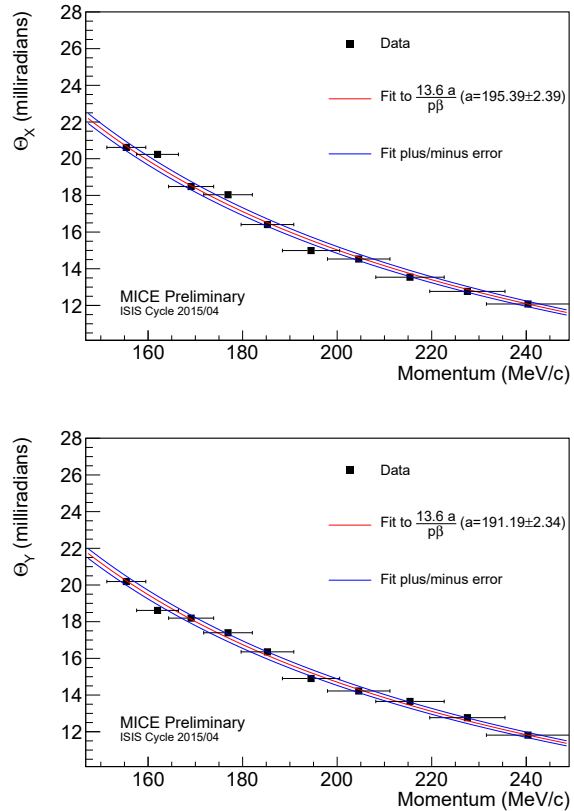 ΘX (milliradians)
28
26
24
22
20
18
16
14
12
Data
Fit to 13.6 a / pβ (a=195.39±2.39)
Fit plus/minus error
MICE Preliminary
ISIS Cycle 2015/04
160 180 200 220 240
Momentum (MeV/c)
ΘY (milliradians)
28
26
24
22
20
18
16
14
12
Data
Fit to 13.6 a / pβ (a=191.19±2.34)
Fit plus/minus error
MICE Preliminary
ISIS Cycle 2015/04
160 180 200 220 240
Momentum (MeV/c)